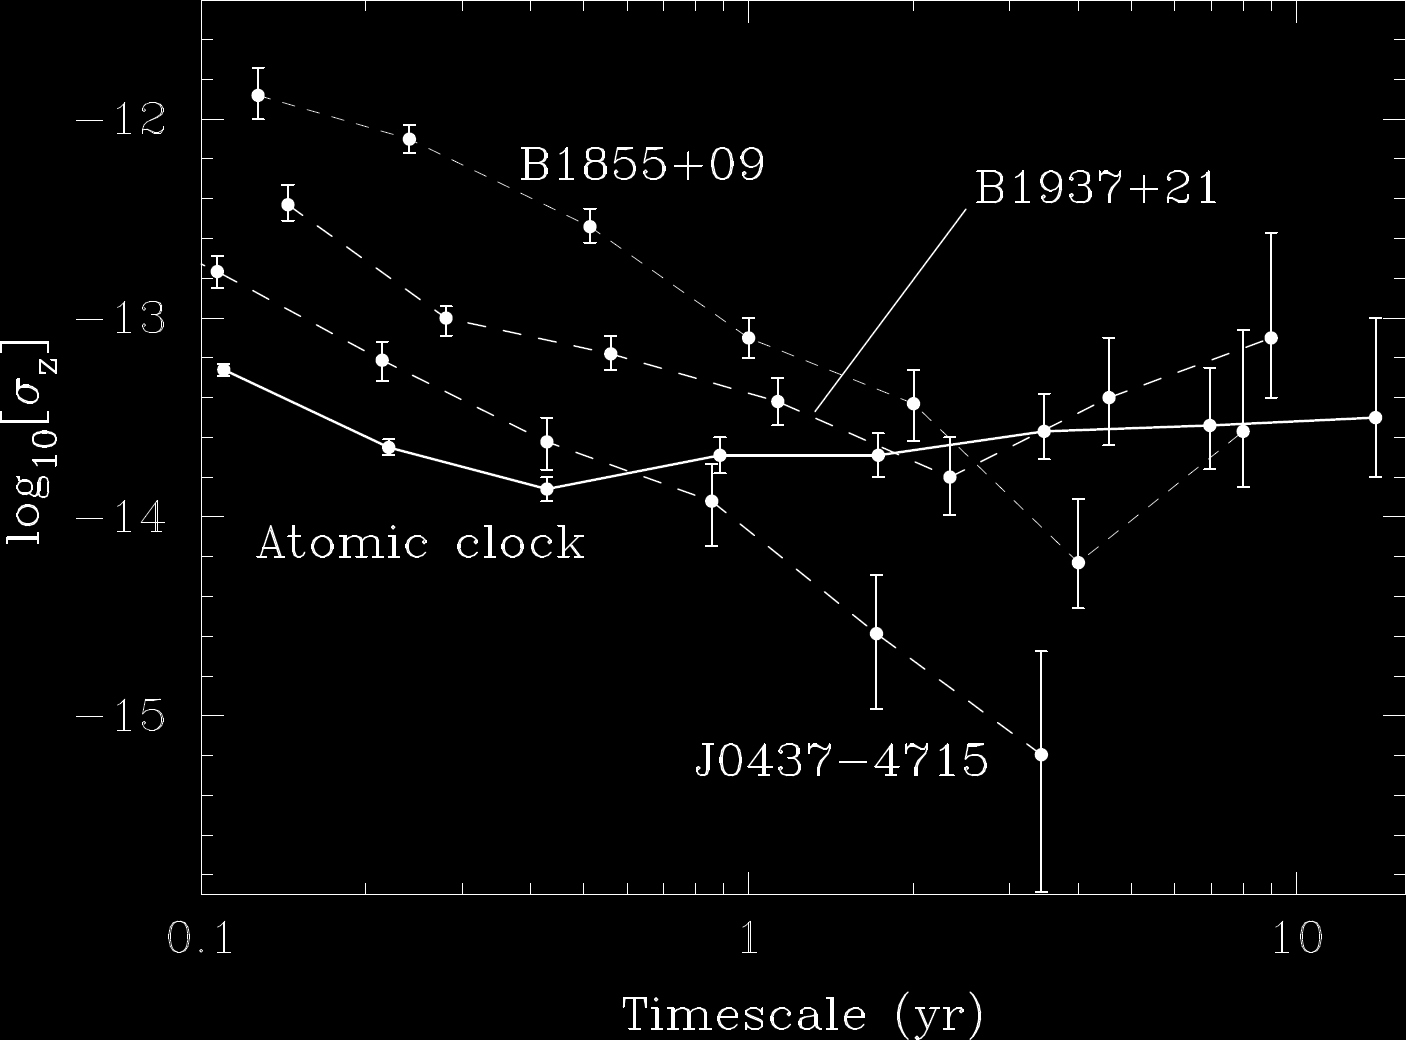 −12
B1855+09
B1937+21
−13
log10[σz]
−14
Atomic clock
−15
J0437−4715
0.1
1
10
Timescale (yr)